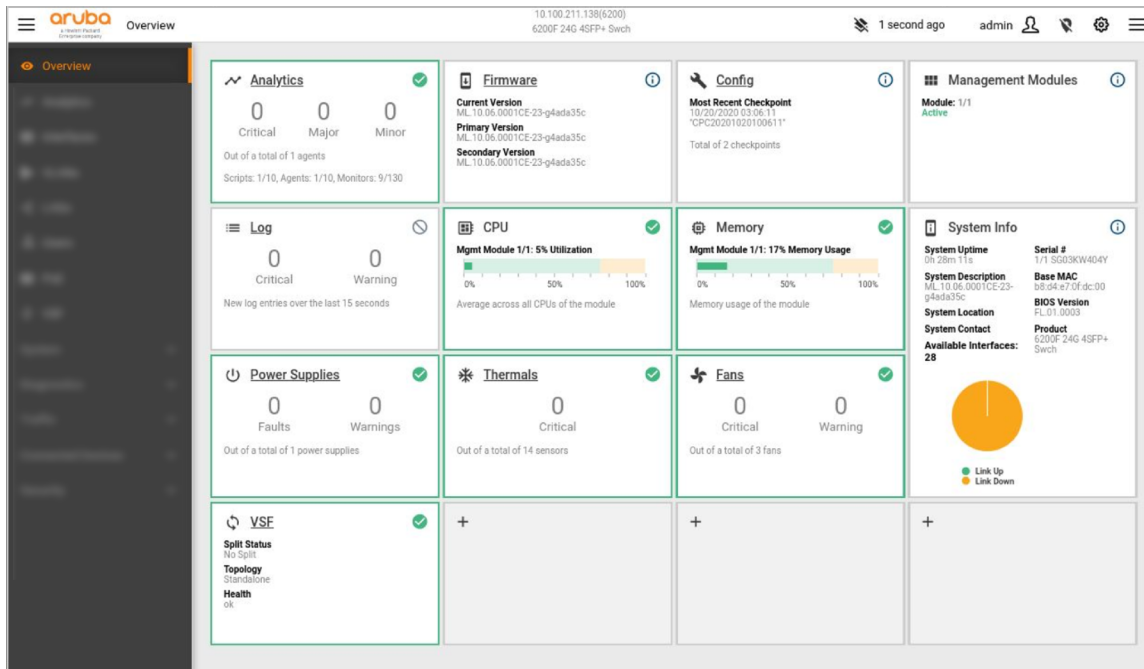 aruba
a Hewlett Packard
Enterprise company
Overview
10.100.211.138(6200)
6200F 24G 4SFP+ Swch
1 second ago
admin
Overview
Analytics
0 0 0
Critical Major Minor
Out of a total of 1 agents
Scripts: 1/10, Agents: 1/10, Monitors: 9/130
Firmware
Current Version
ML.10.06.0001CE-23-g4ada35c
Primary Version
ML.10.06.0001CE-23-g4ada35c
Secondary Version
ML.10.06.0001CE-23-g4ada35c
Config
Most Recent Checkpoint
10/20/2020 03:06:11
"CPC20201020100611"
Total of 2 checkpoints
Management Modules
Module: 1/1
Active
Log
0 0
Critical Warning
New log entries over the last 15 seconds
CPU
Mgmt Module 1/1: 5% Utilization
0% 50% 100%
Average across all CPUs of the module
Memory
Mgmt Module 1/1: 17% Memory Usage
0% 50% 100%
Memory usage of the module
System Info
System Uptime
0h 28m 11s
System Description
ML.10.06.0001CE-23-
g4ada35c
System Location
System Contact
Available Interfaces:
28
Serial #
1/1 SG03KW404Y
Base MAC
b8:d4:e7:0f:dc:00
BIOS Version
FL.01.0003
Product
6200F 24G 4SFP+
Swch
Link Up
Link Down
Power Supplies
0 0
Faults Warnings
Out of a total of 1 power supplies
Thermals
0
Critical
Out of a total of 14 sensors
Fans
0 0
Critical Warning
Out of a total of 3 fans
VSF
Split Status
No Split
Topology
Standalone
Health
ok
+
+
+